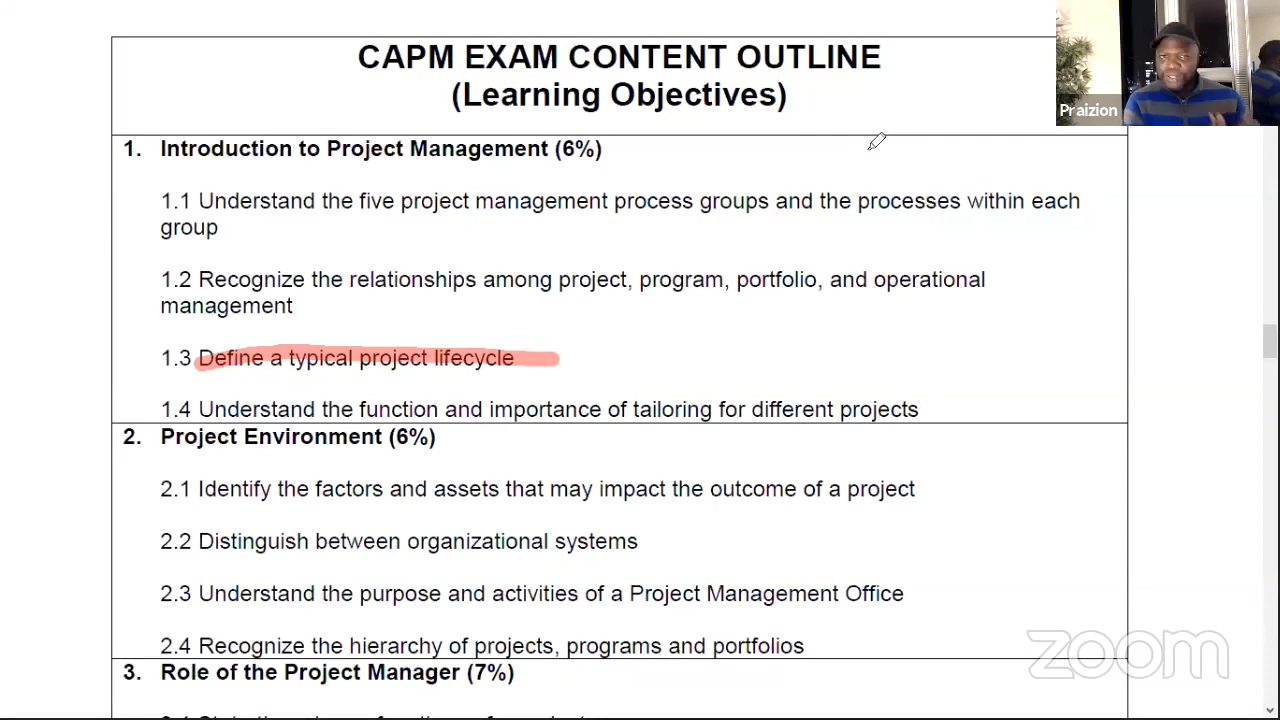 CAPM EXAM CONTENT OUTLINE
(Learning Objectives)
Praizion
1. Introduction to Project Management (6%)
1.1 Understand the five project management process groups and the processes within each
group
1.2 Recognize the relationships among project, program, portfolio, and operational
management
1.3 Define a typical project lifecycle
1.4 Understand the function and importance of tailoring for different projects
2. Project Environment (6%)
2.1 Identify the factors and assets that may impact the outcome of a project
2.2 Distinguish between organizational systems
2.3 Understand the purpose and activities of a Project Management Office
2.4 Recognize the hierarchy of projects, programs and portfolios
zoom
3. Role of the Project Manager (7%)